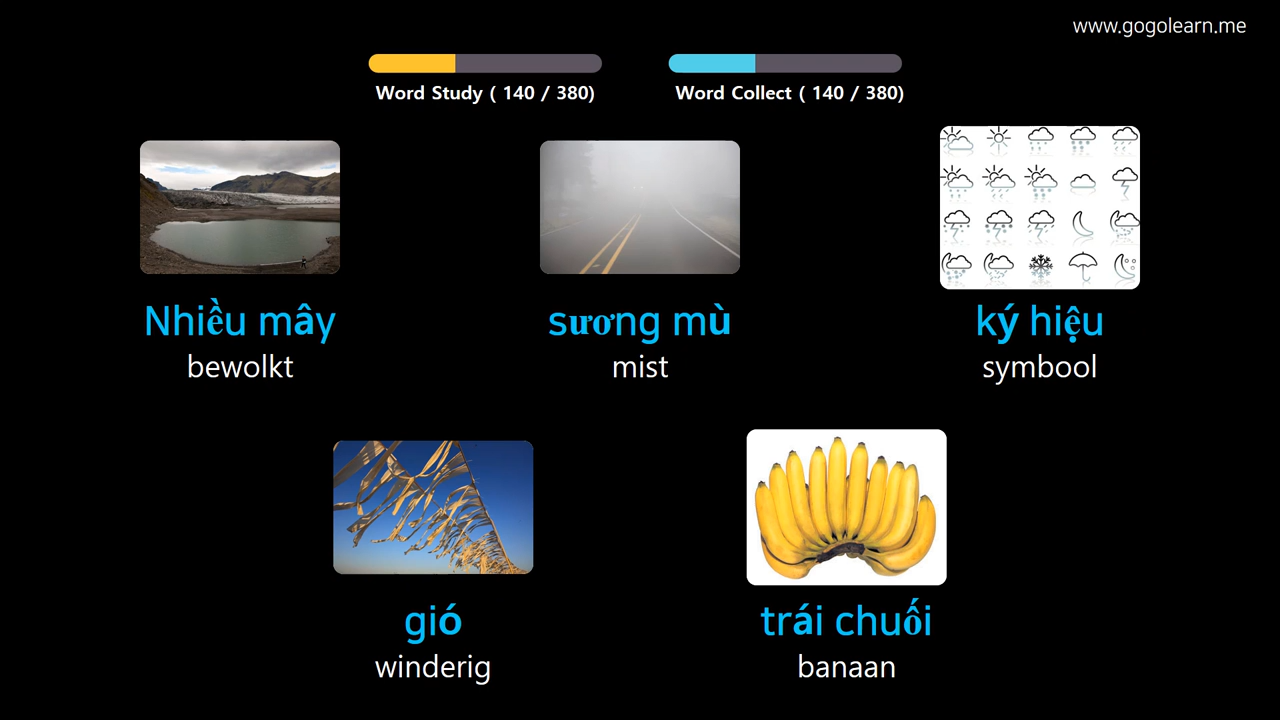 www.gogolearn.me
Word Study ( 140 / 380)
Word Collect ( 140 / 380)
Nhiều mây
bewolkt
sương mù
mist
ký hiệu
symbool
gió
winderig
trái chuối
banaan